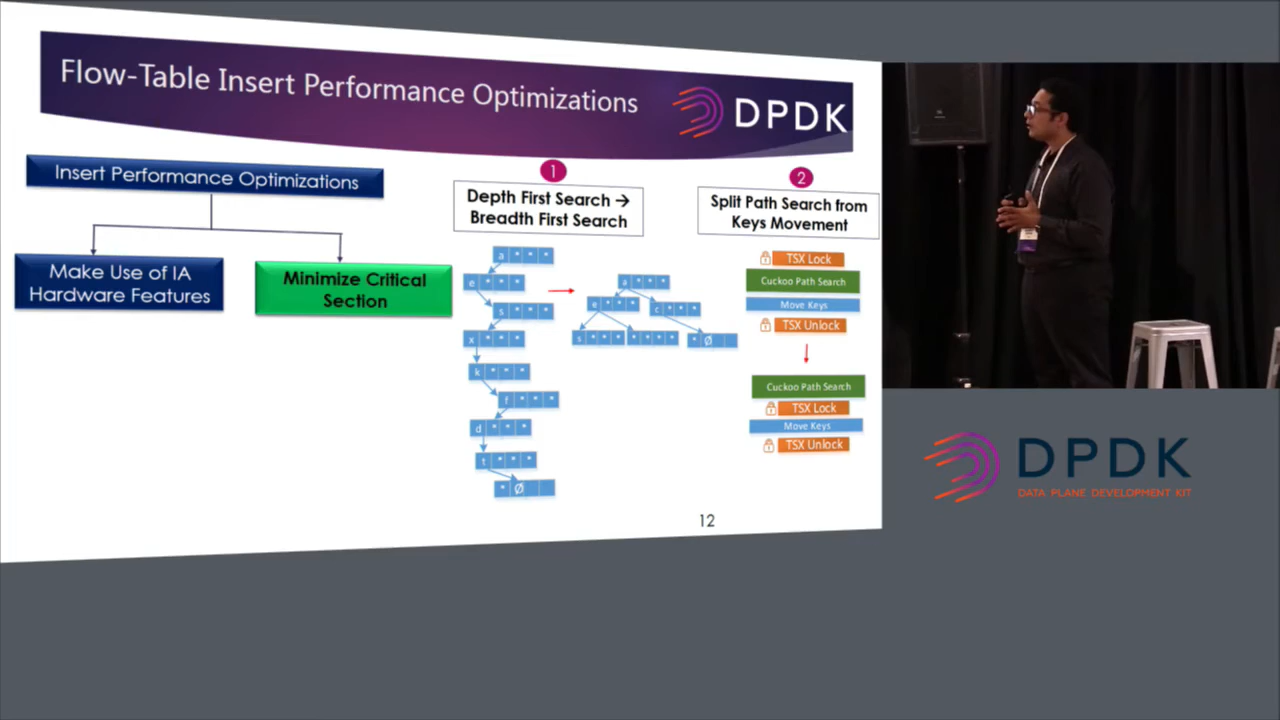 Flow-Table Insert Performance Optimizations
DPDK
Insert Performance Optimizations
Make Use of IA
Hardware Features
Minimize Critical
Section
1
Depth First Search →
Breadth First Search
a * * * *
e * * *
s * * * *
x * * *
k * * *
f * * *
d * * *
t * * *
* Ø
a * * *
e * * *
c * * *
s * * * * * * *
* Ø
2
Split Path Search from
Keys Movement
TSX Lock
Cuckoo Path Search
Move Keys
TSX Unlock
Cuckoo Path Search
TSX Lock
Move Keys
TSX Unlock
12
DPDK
DATA PLANE DEVELOPMENT KIT